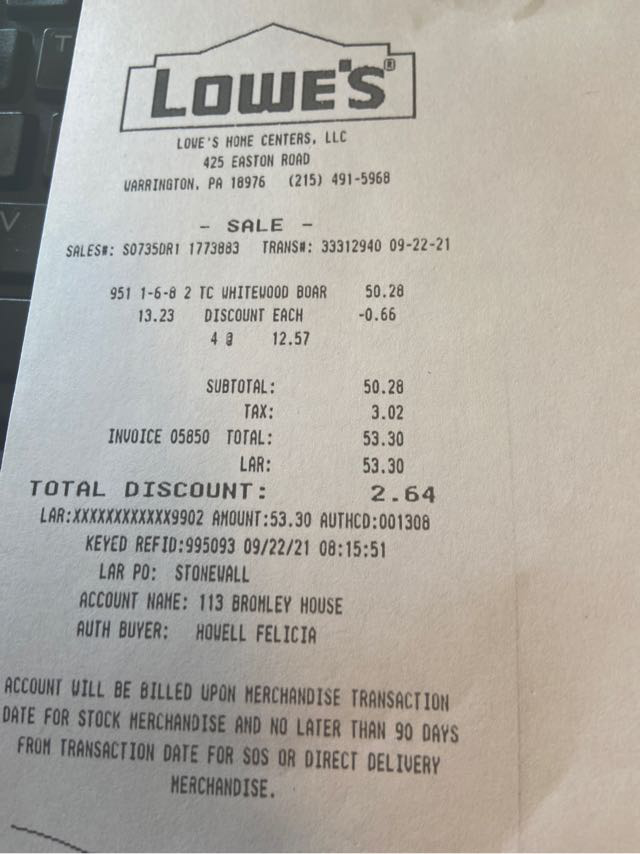 LOWE'S®
LOWE'S HOME CENTERS, LLC
425 EASTON ROAD
WARRINGTON, PA 18976 (215) 491-5968
- SALE -
SALES#: S0735DR1 1773883 TRANS#: 33312940 09-22-21
951 1-6-8 2 TC WHITEWOOD BOAR 50.28
13.23 DISCOUNT EACH -0.66
4 @ 12.57
SUBTOTAL: 50.28
TAX: 3.02
INVOICE 05850 TOTAL: 53.30
LAR: 53.30
TOTAL DISCOUNT: 2.64
LAR:XXXXXXXXXXXX9902 AMOUNT:53.30 AUTHCD:001308
KEYED REFID:995093 09/22/21 08:15:51
LAR PO: STONEWALL
ACCOUNT NAME: 113 BROMLEY HOUSE
AUTH BUYER: HOWELL FELICIA
ACCOUNT WILL BE BILLED UPON MERCHANDISE TRANSACTION
DATE FOR STOCK MERCHANDISE AND NO LATER THAN 90 DAYS
FROM TRANSACTION DATE FOR SOS OR DIRECT DELIVERY
MERCHANDISE.
T
V